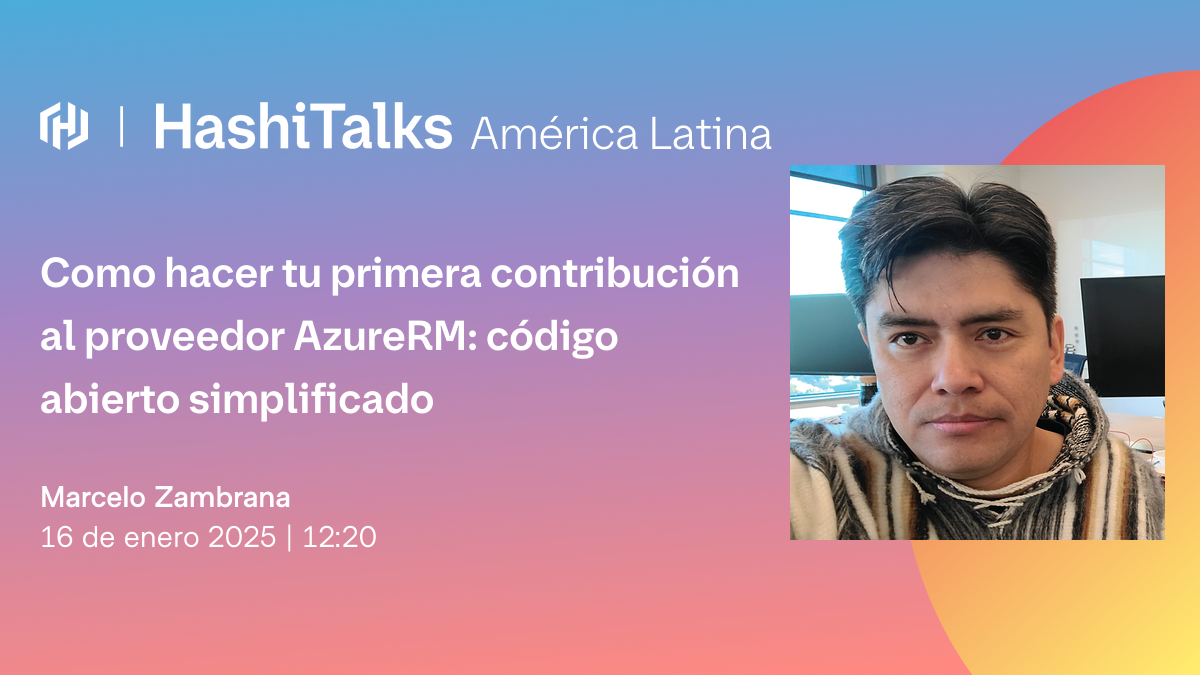 HashiTalks América Latina
Como hacer tu primera contribución
al proveedor AzureRM: código
abierto simplificado
Marcelo Zambrana
16 de enero 2025 | 12:20